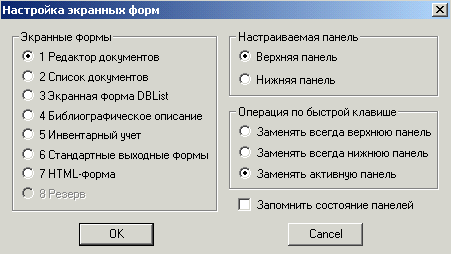 Настройка экранных форм
Экранные формы
1 Редактор документов
2 Список документов
3 Экранная форма DBList
4 Библиографическое описание
5 Инвентарный учет
6 Стандартные выходные формы
7 HTML-форма
8 Резерв
Настраиваемая панель
Верхняя панель
Нижняя панель
Операция по быстрой клавише
Заменять всегда верхнюю панель
Заменять всегда нижнюю панель
Заменять активную панель
Запомнить состояние панелей
OK
Cancel